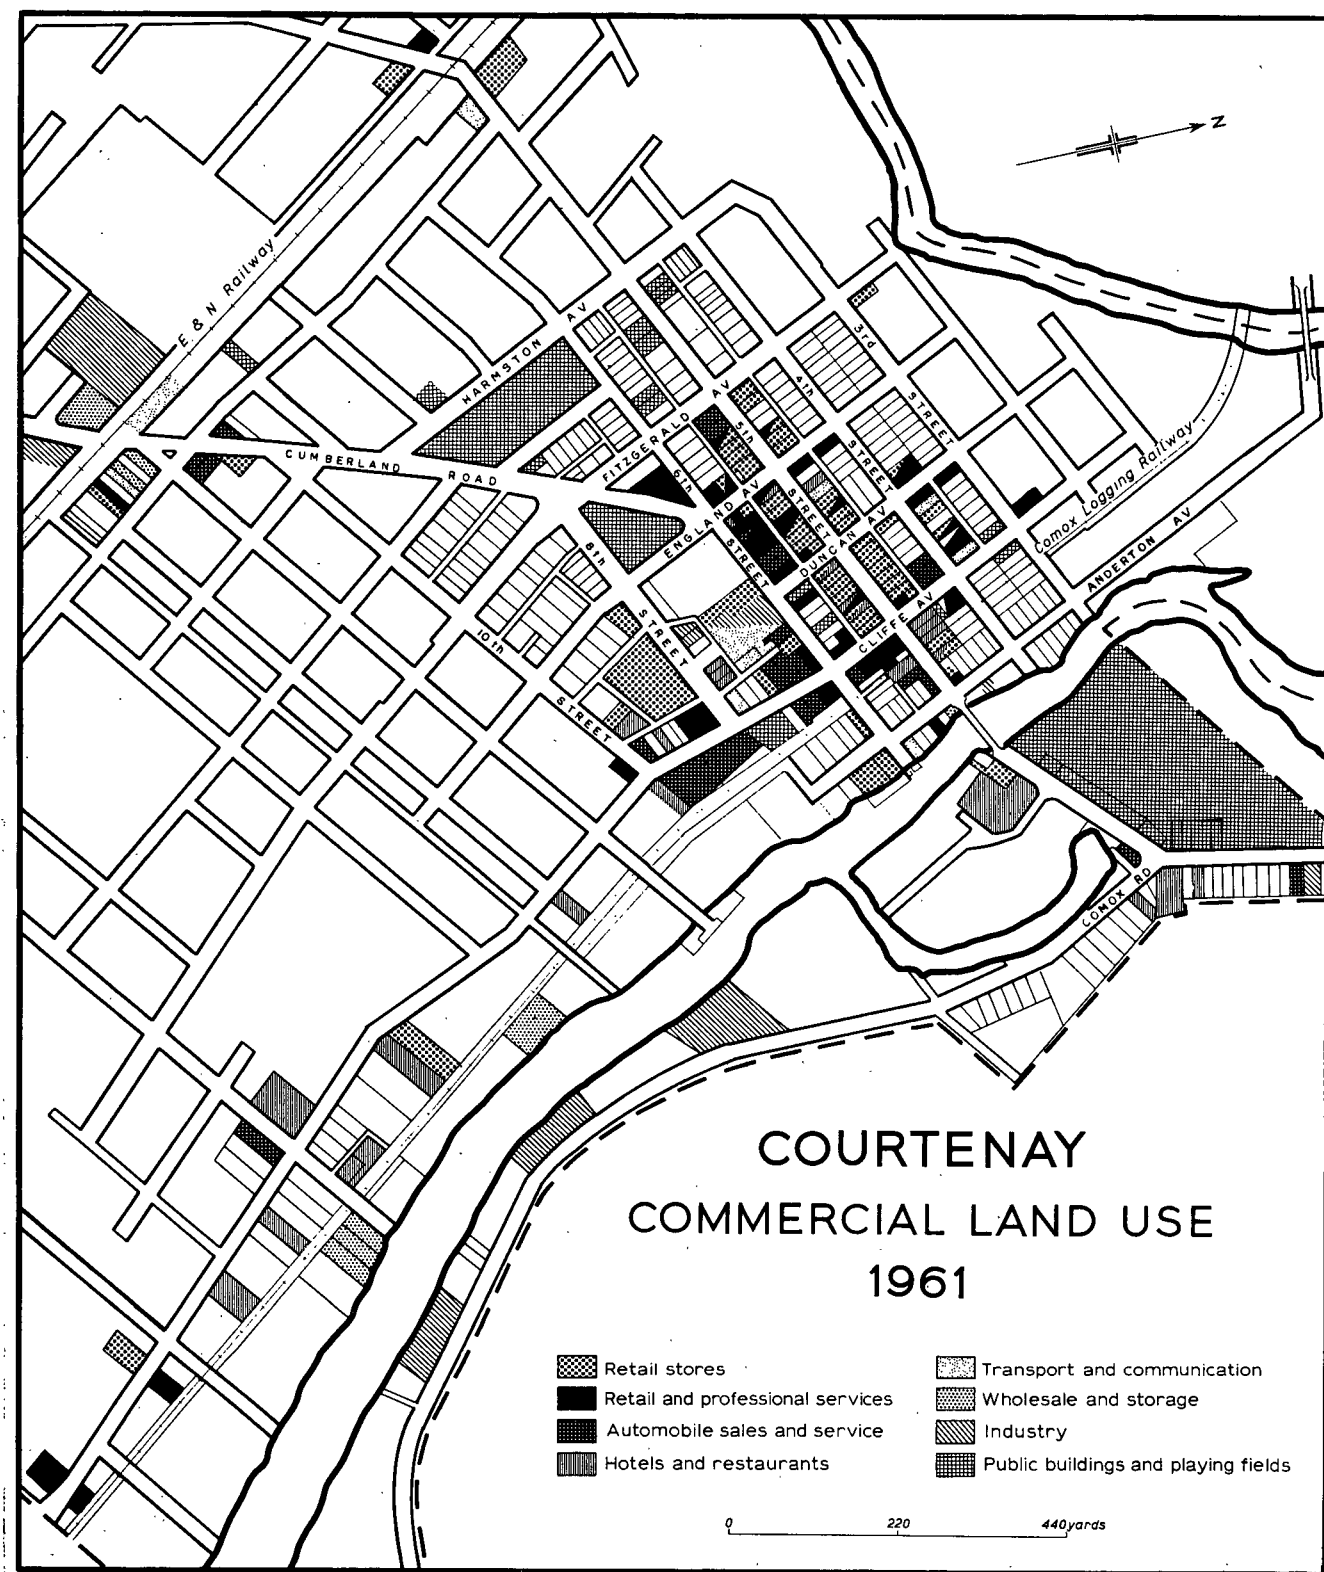 N
E & N Railway
HARMSTON AV
3rd STREET
4th STREET
FITZGERALD AV
5th STREET
CUMBERLAND ROAD
6th STREET
ENGLAND AV
DUNCAN AV
Comox Logging Railway
ANDERTON AV
8th STREET
CLIFFE AV
10th STREET
COMOX RD
COURTENAY
COMMERCIAL LAND USE
1961
Retail stores
Retail and professional services
Automobile sales and service
Hotels and restaurants
Transport and communication
Wholesale and storage
Industry
Public buildings and playing fields
0 220 440 yards